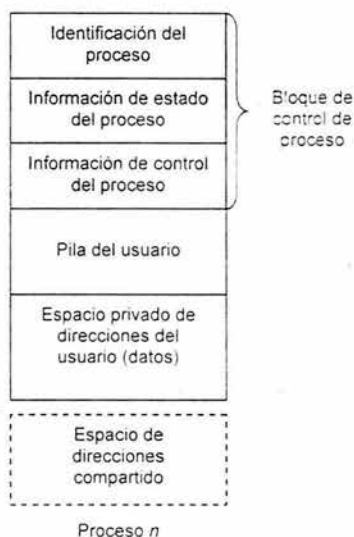 Identificación del
proceso
Información de estado
del proceso
Información de control
del proceso
Bloque de
control de
proceso
Pila del usuario
Espacio privado de
direcciones del
usuario (datos)
Espacio de
direcciones
compartido
Proceso n